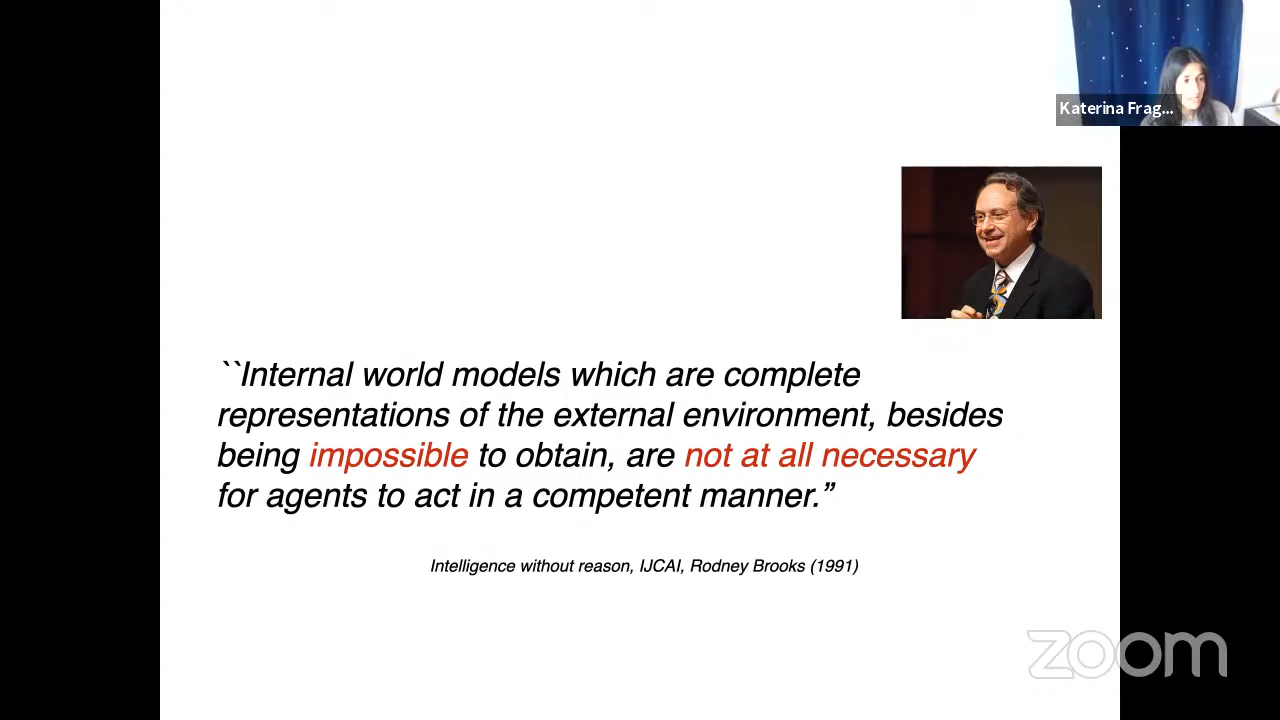 Katerina Frag...
``Internal world models which are complete
representations of the external environment, besides
being impossible to obtain, are not at all necessary
for agents to act in a competent manner.”
Intelligence without reason, IJCAI, Rodney Brooks (1991)
zoom